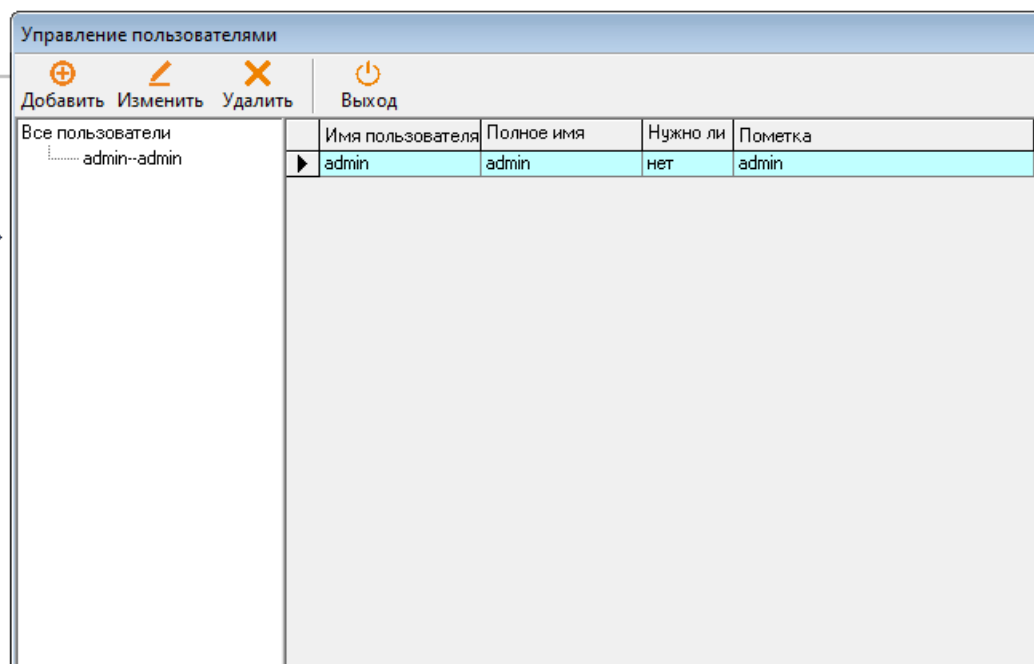 Управление пользователями
Добавить Изменить Удалить Выход
Все пользователи
admin--admin
Имя пользователя Полное имя Нужно ли Пометка
admin admin нет admin